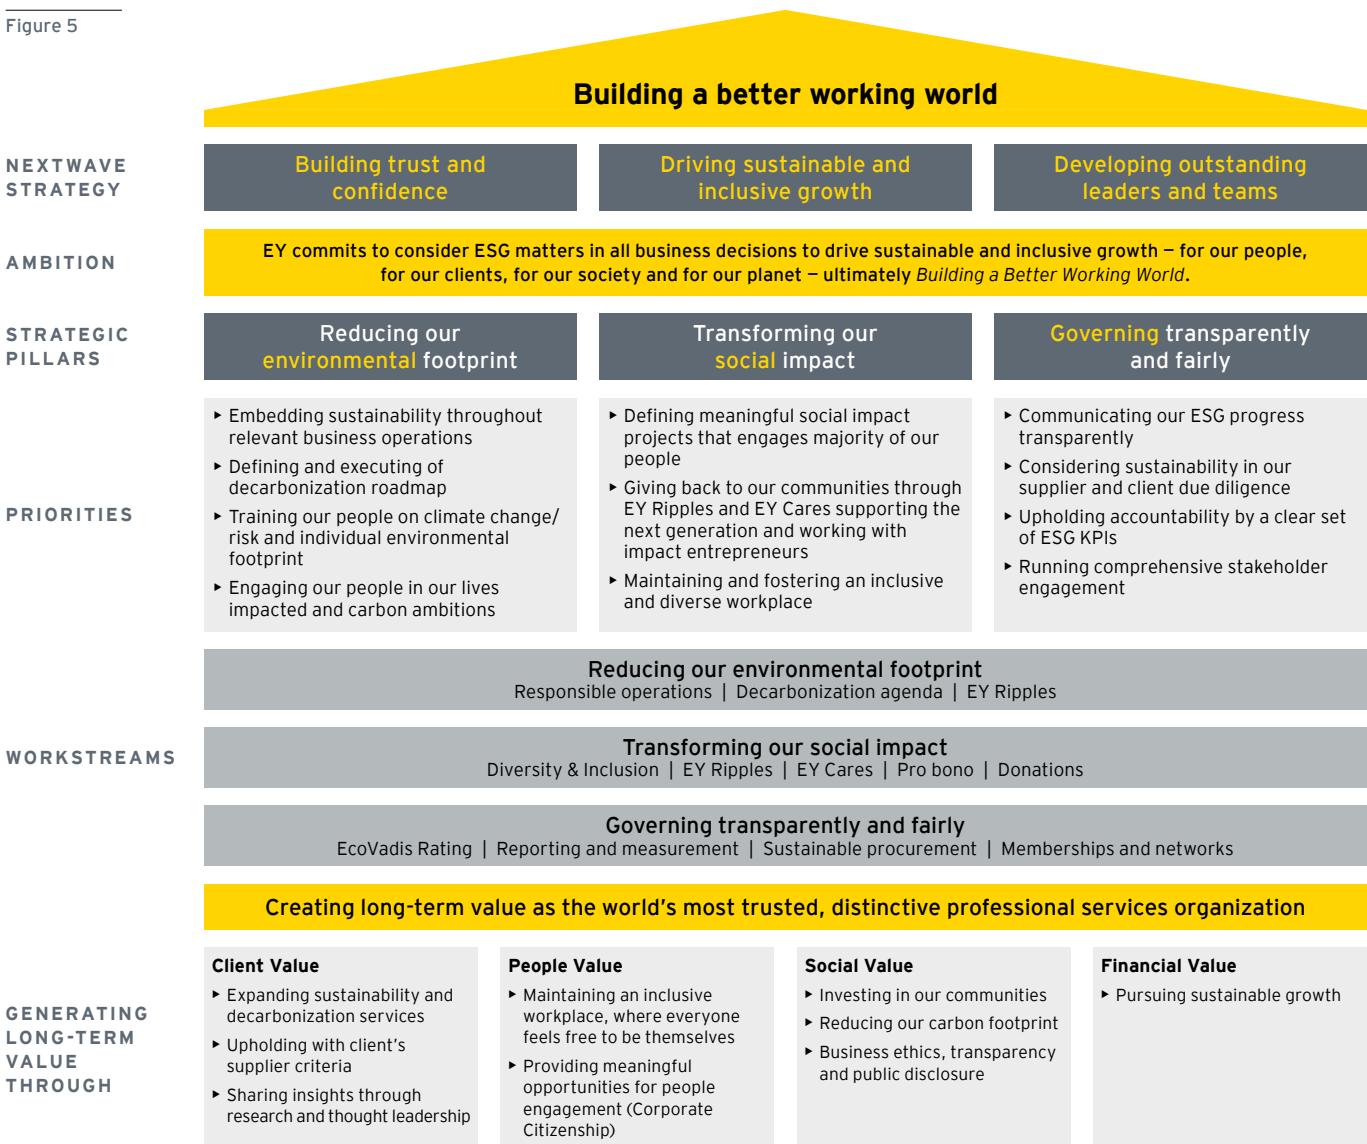 Figure 5
Building a better working world
NEXTWAVE
STRATEGY
Building trust and
confidence
Driving sustainable and
inclusive growth
Developing outstanding
leaders and teams
AMBITION
EY commits to consider ESG matters in all business decisions to drive sustainable and inclusive growth – for our people,
for our clients, for our society and for our planet – ultimately Building a Better Working World.
STRATEGIC
PILLARS
Reducing our
environmental footprint
Transforming our
social impact
Governing transparently
and fairly
PRIORITIES
▸ Embedding sustainability throughout
relevant business operations
▸ Defining and executing of
decarbonization roadmap
▸ Training our people on climate change/
risk and individual environmental
footprint
▸ Engaging our people in our lives
impacted and carbon ambitions
▸ Defining meaningful social impact
projects that engages majority of our
people
▸ Giving back to our communities through
EY Ripples and EY Cares supporting the
next generation and working with
impact entrepreneurs
▸ Maintaining and fostering an inclusive
and diverse workplace
▸ Communicating our ESG progress
transparently
▸ Considering sustainability in our
supplier and client due diligence
▸ Upholding accountability by a clear set
of ESG KPIs
▸ Running comprehensive stakeholder
engagement
WORKSTREAMS
Reducing our environmental footprint
Responsible operations | Decarbonization agenda | EY Ripples
Transforming our social impact
Diversity & Inclusion | EY Ripples | EY Cares | Pro bono | Donations
Governing transparently and fairly
EcoVadis Rating | Reporting and measurement | Sustainable procurement | Memberships and networks
Creating long-term value as the world's most trusted, distinctive professional services organization
GENERATING
LONG-TERM
VALUE
THROUGH
Client Value
▸ Expanding sustainability and
decarbonization services
▸ Upholding with client's
supplier criteria
▸ Sharing insights through
research and thought leadership
People Value
▸ Maintaining an inclusive
workplace, where everyone
feels free to be themselves
▸ Providing meaningful
opportunities for people
engagement (Corporate
Citizenship)
Social Value
▸ Investing in our communities
▸ Reducing our carbon footprint
▸ Business ethics, transparency
and public disclosure
Financial Value
▸ Pursuing sustainable growth